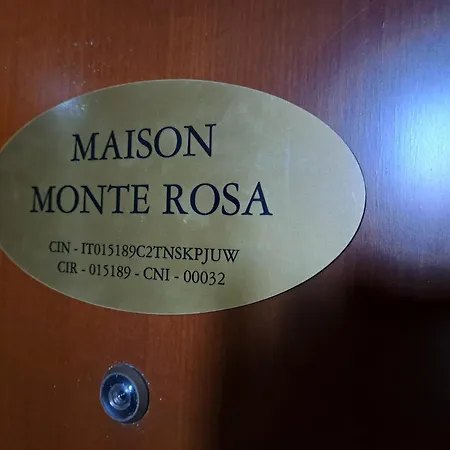 MAISON
MONTE ROSA
CIN - IT015189C2TNSKPJUW
CIR - 015189 - CNI - 00032